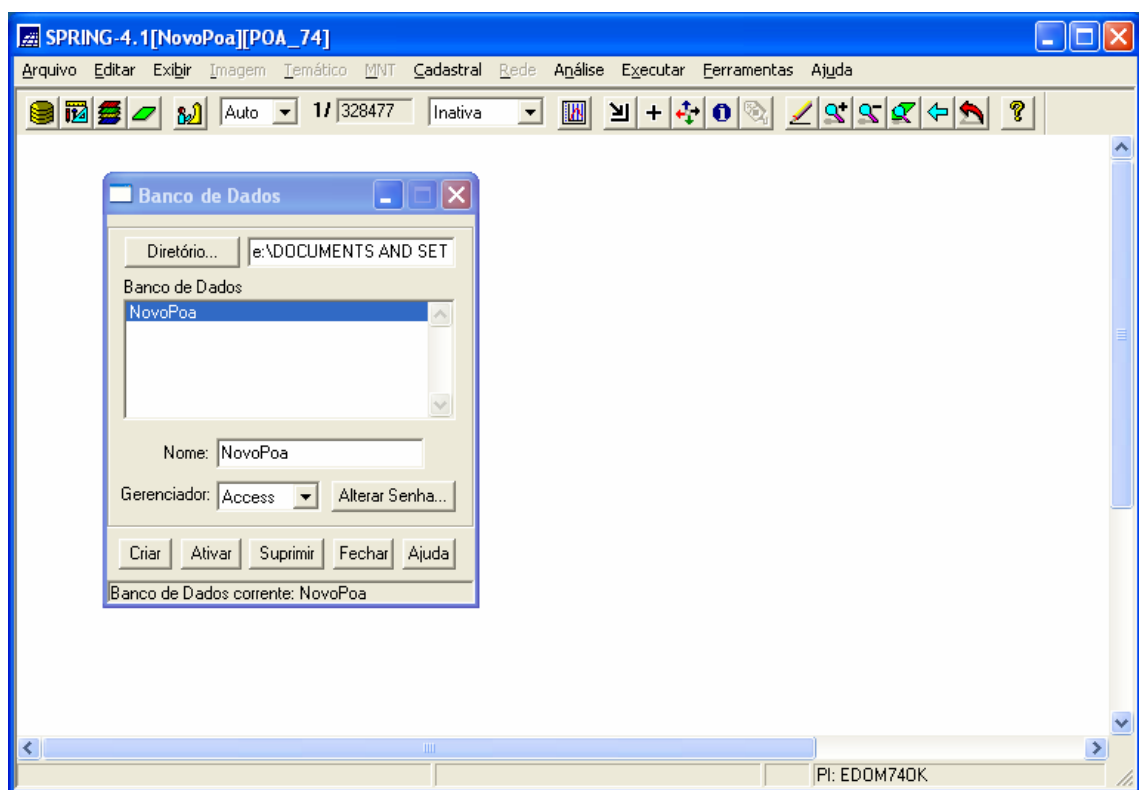 SPRING-4.1[NovoPoa][POA_74]
Arquivo Editar Exibir Imagem Temático MNT Cadastral Rede Análise Executar Ferramentas Ajuda
Auto 1/ 328477 Inativa
Banco de Dados
Diretório... e:\DOCUMENTS AND SET
Banco de Dados
NovoPoa
Nome: NovoPoa
Gerenciador: Access Alterar Senha...
Criar Ativar Suprimir Fechar Ajuda
Banco de Dados corrente: NovoPoa
PI: EDOM740K